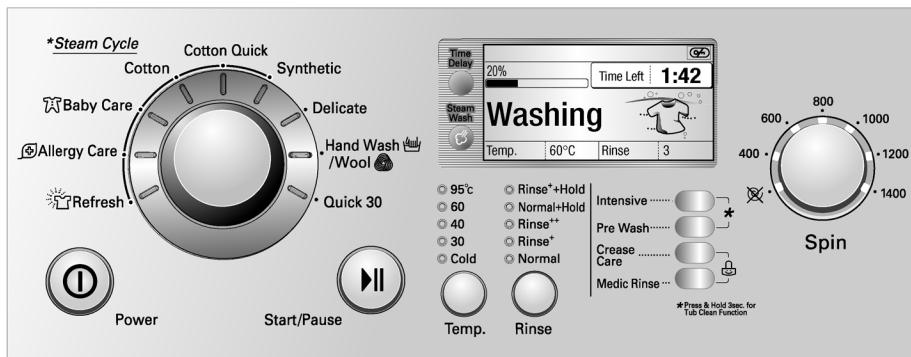 *Steam Cycle
Cotton Quick
Cotton
Synthetic
Baby Care
Delicate
Allergy Care
Hand Wash
/Wool
Refresh
Quick 30
Power
Start/Pause
Time
Delay
Steam
Wash
20%
Time Left 1:42
Washing
Temp. 60°C Rinse 3
95℃
60
40
30
Cold
Temp.
Rinse⁺+Hold
Normal+Hold
Rinse⁺⁺
Rinse⁺
Normal
Rinse
Intensive
Pre Wash
*
Crease
Care
Medic Rinse
*Press & Hold 3sec. for
Tub Clean Function
400
600
800
1000
1200
1400
Spin